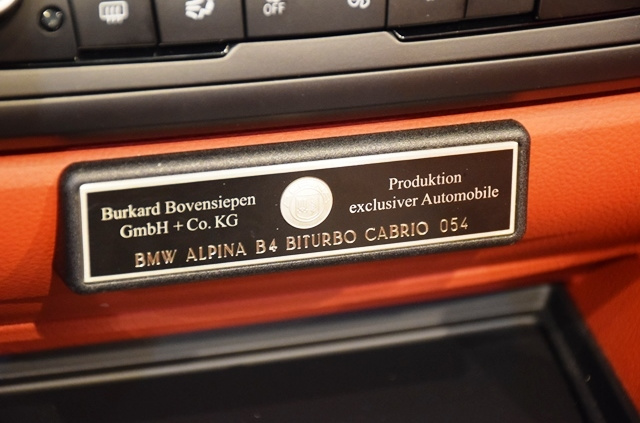 OFF
Burkard Bovensiepen
GmbH + Co. KG
Produktion
exclusiver Automobile
BMW ALPINA B4 BITURBO CABRIO 054